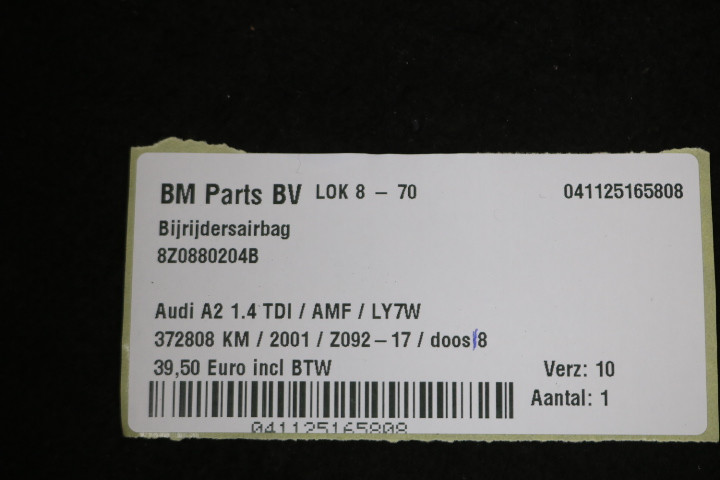 BM Parts BV LOK 8 - 70 041125165808
Bijrijdersairbag
8Z0880204B
Audi A2 1.4 TDI / AMF / LY7W
372808 KM / 2001 / Z092-17 / doos 8
39,50 Euro incl BTW Verz: 10
Aantal: 1
041125165808